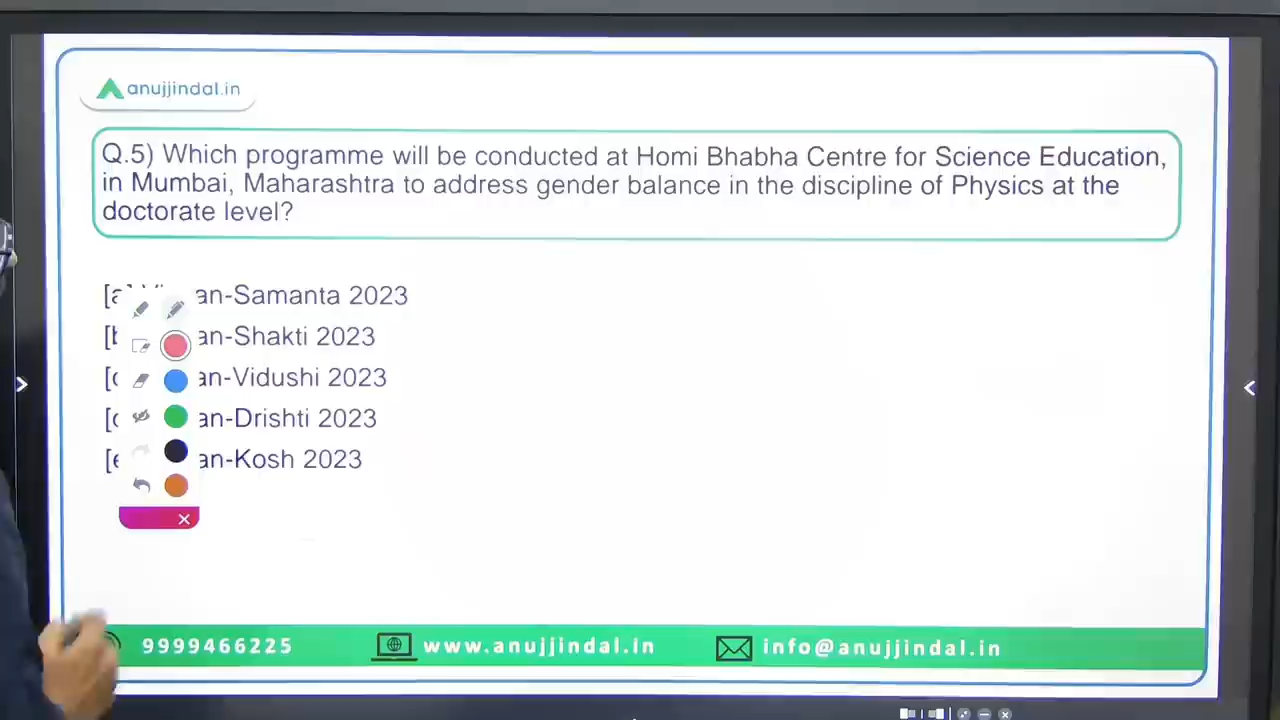 anujjindal.in
Q.5) Which programme will be conducted at Homi Bhabha Centre for Science Education,
in Mumbai, Maharashtra to address gender balance in the discipline of Physics at the
doctorate level?
an-Samanta 2023
an-Shakti 2023
an-Vidushi 2023
an-Drishti 2023
an-Kosh 2023
9999466225 www.anujjindal.in info@anujjindal.in